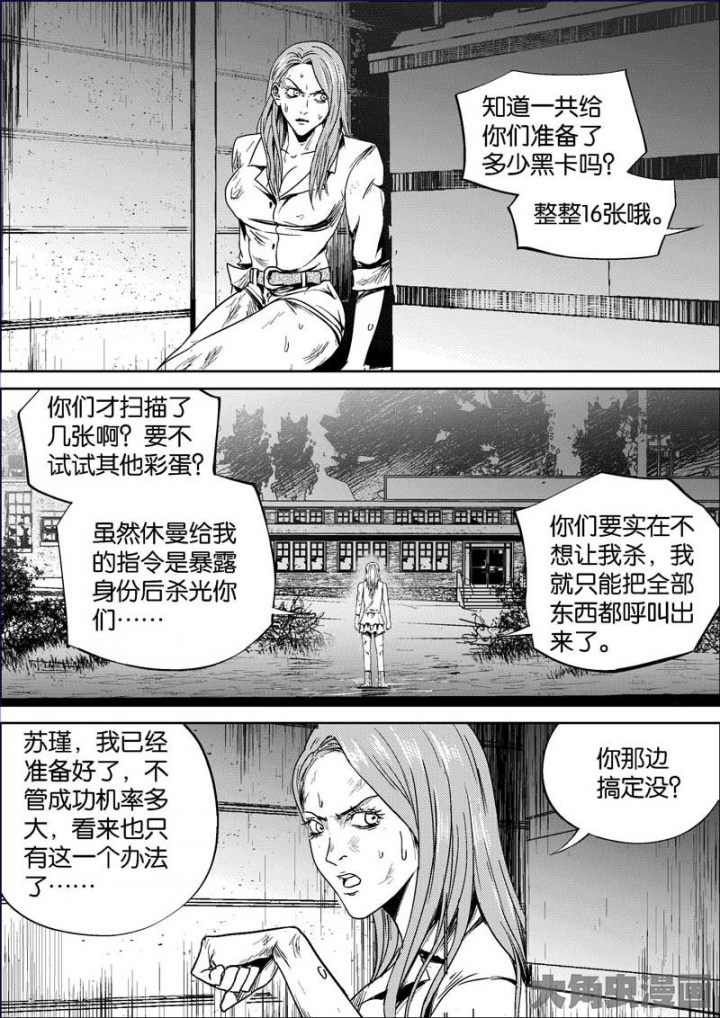 知道一共给
你们准备了
多少黑卡吗？
整整16张哦。
你们才扫描了
几张啊？要不
试试其他彩蛋？
虽然休曼给我
的指令是暴露
身份后杀光你
们……
你们要实在不
想让我杀，我
就只能把全部
东西都呼叫出
来了。
苏瑾，我已经
准备好了，不
管成功机率多
大，看来也只
有这一个办法
了……
你那边
搞定没？
大角虫漫画